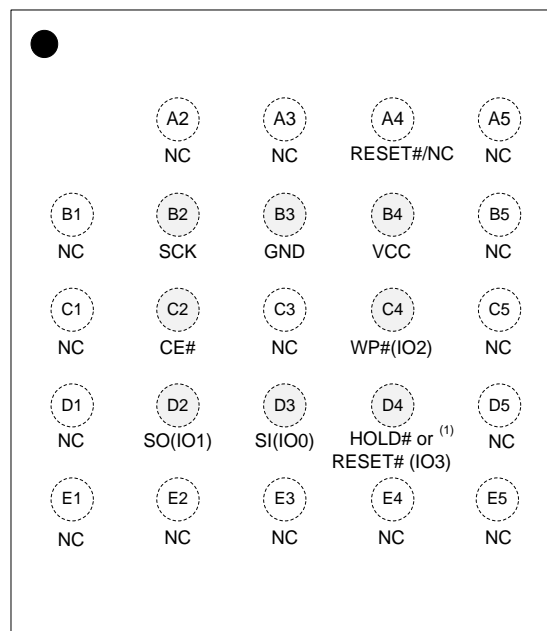 A2 A3 A4 A5
NC NC RESET#/NC NC
B1 B2 B3 B4 B5
NC SCK GND VCC NC
C1 C2 C3 C4 C5
NC CE# NC WP#(IO2) NC
D1 D2 D3 D4 D5
NC SO(IO1) SI(IO0) HOLD# or (1) NC
RESET# (IO3)
E1 E2 E3 E4 E5
NC NC NC NC NC